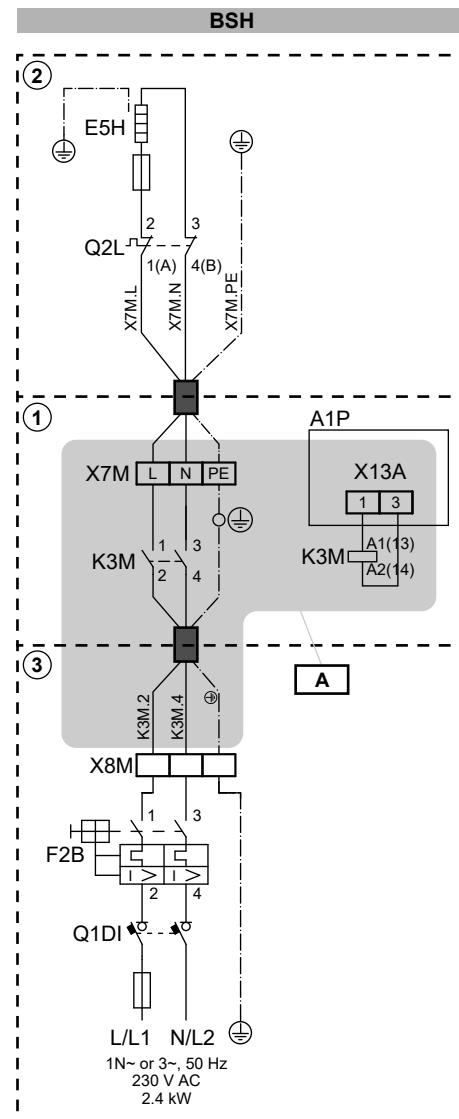 BSH
2
E5H
2 3
Q2L
1(A) 4(B)
X7M.L X7M.N X7M.PE
1
A1P
X7M L N PE
X13A
1 3
K3M 1 3
2 4
K3M A1(13)
A2(14)
3
A
K3M.2 K3M.4
X8M
1 3
F2B
I > I >
2 4
Q1DI
L/L1 N/L2
1N~ or 3~, 50 Hz
230 V AC
2.4 kW